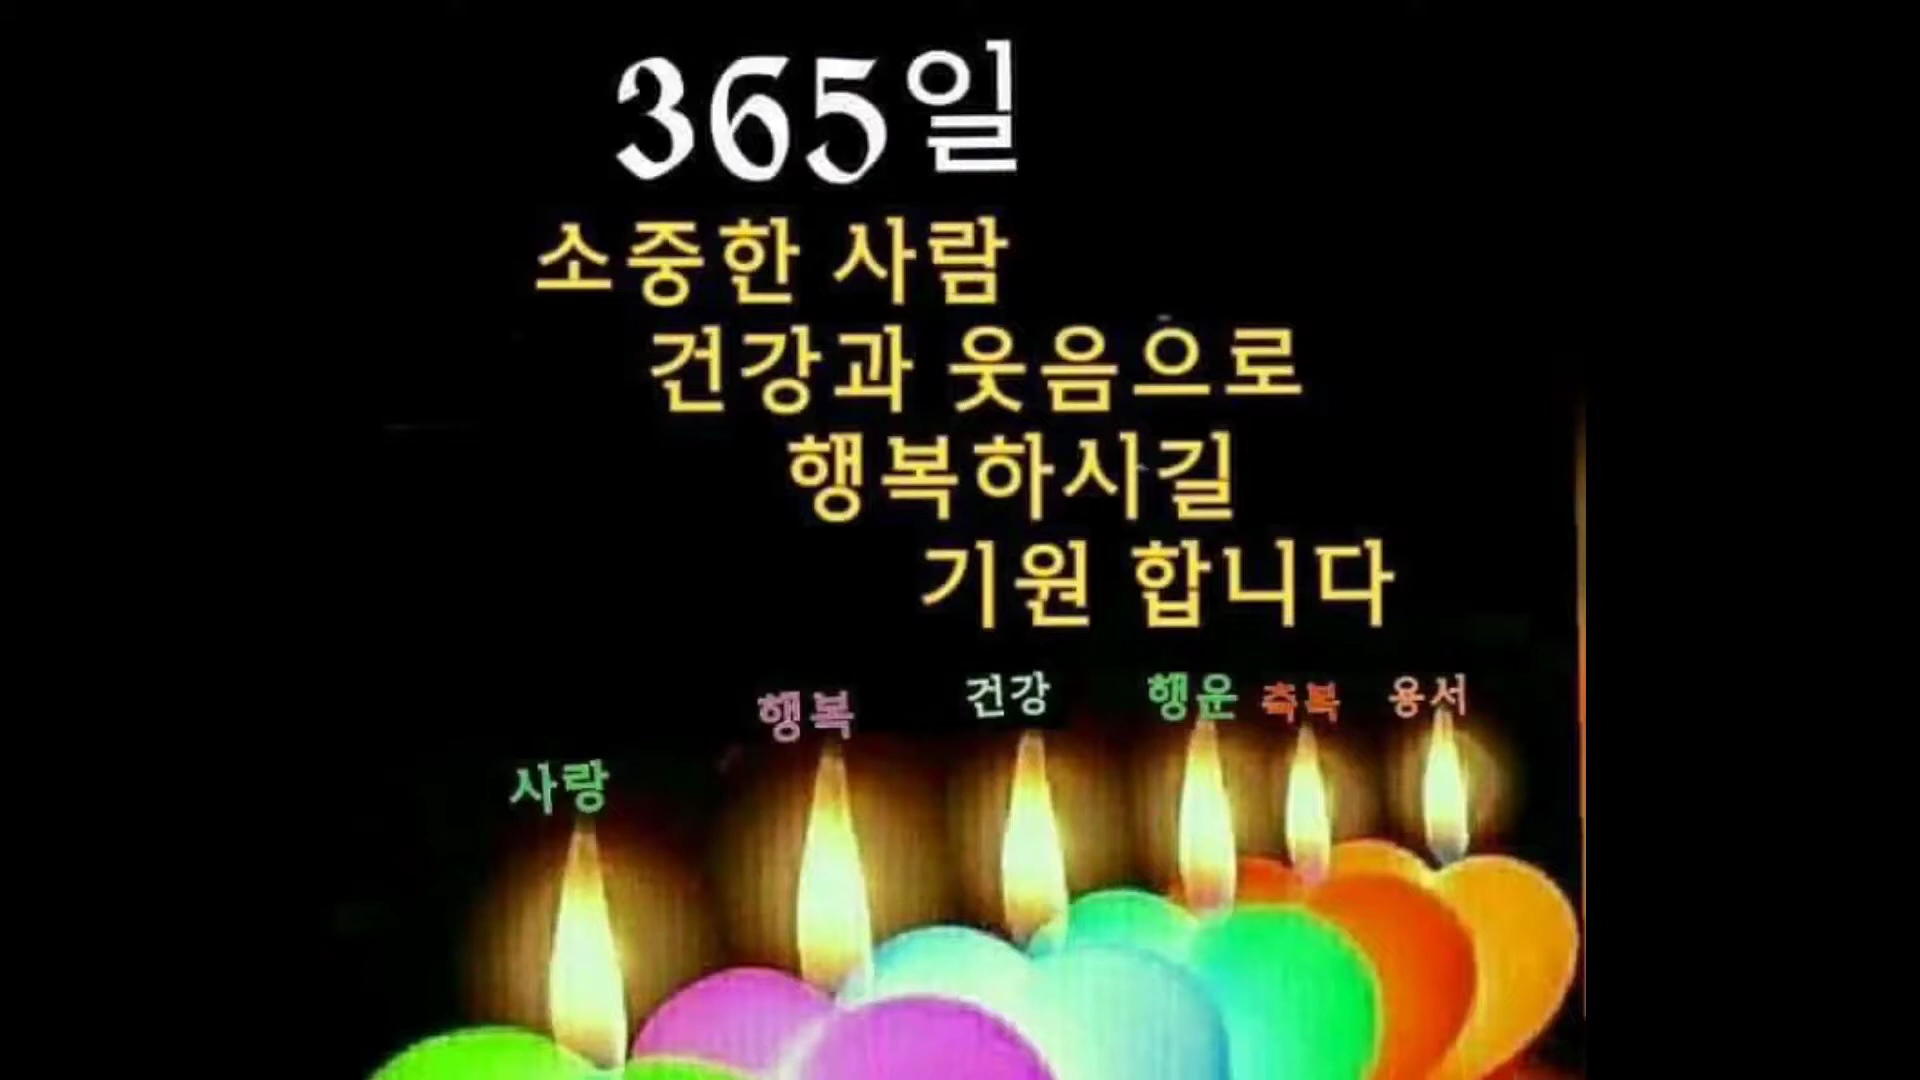 365일
소중한 사람
건강과 웃음으로
행복하시길
기원 합니다
사랑
행복
건강
행운
축복
용서